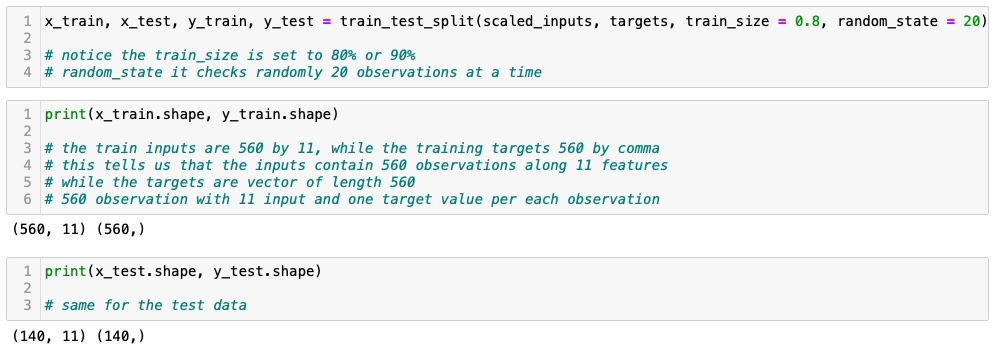 1 x_train, x_test, y_train, y_test = train_test_split(scaled_inputs, targets, train_size = 0.8, random_state = 20)
2
3 # notice the train_size is set to 80% or 90%
4 # random_state it checks randomly 20 observations at a time
1 print(x_train.shape, y_train.shape)
2
3 # the train inputs are 560 by 11, while the training targets 560 by comma
4 # this tells us that the inputs contain 560 observations along 11 features
5 # while the targets are vector of length 560
6 # 560 observation with 11 input and one target value per each observation
(560, 11) (560,)
1 print(x_test.shape, y_test.shape)
2
3 # same for the test data
(140, 11) (140,)